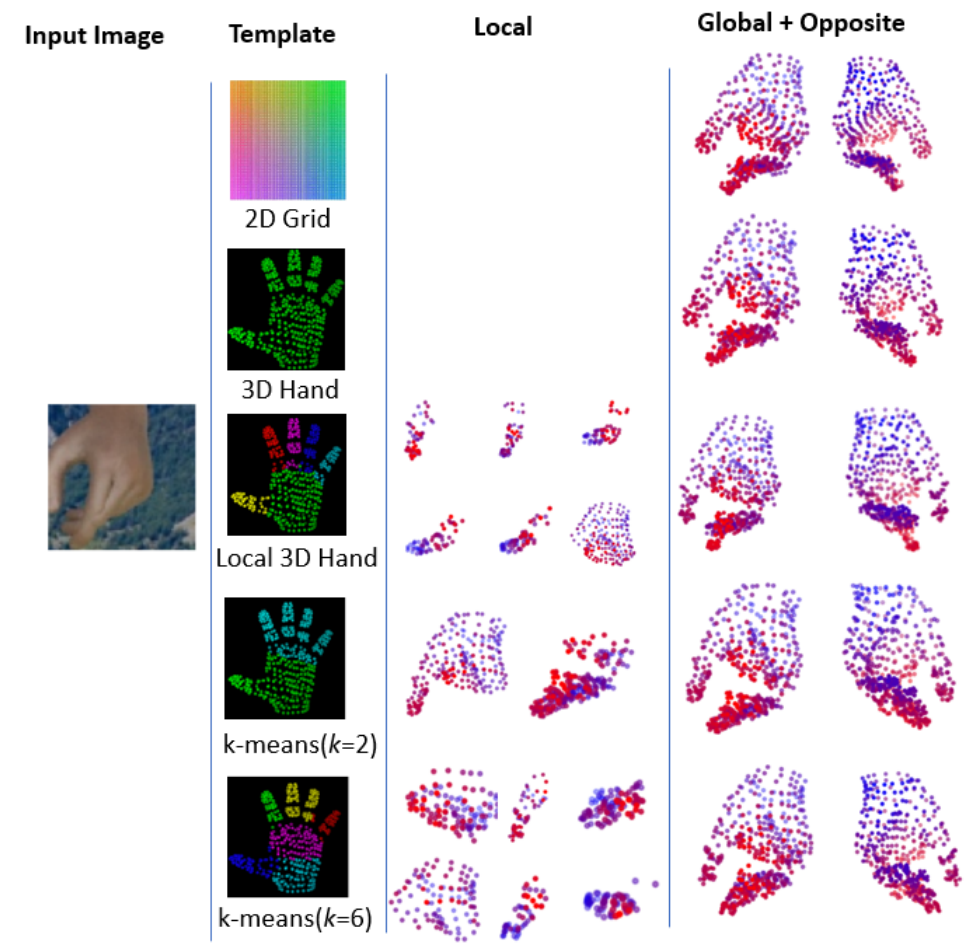 Input Image
Template
Local
Global + Opposite
2D Grid
3D Hand
Local 3D Hand
k-means(k=2)
k-means(k=6)